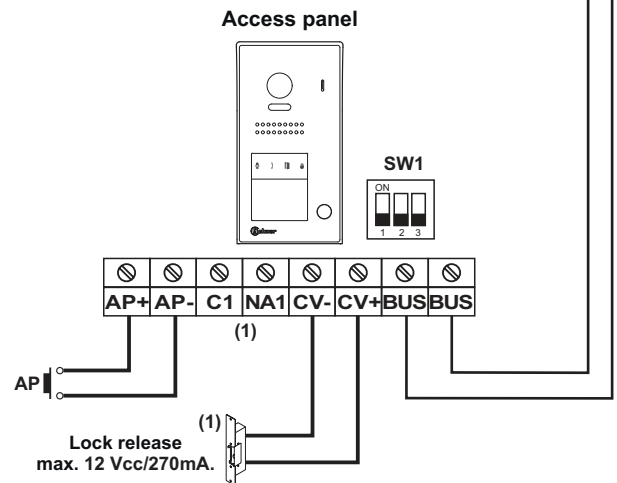 Access panel
SW1
ON
1 2 3
AP+ AP- C1 NA1 CV- CV+ BUS BUS
(1)
AP
(1)
Lock release
max. 12 Vcc/270mA.